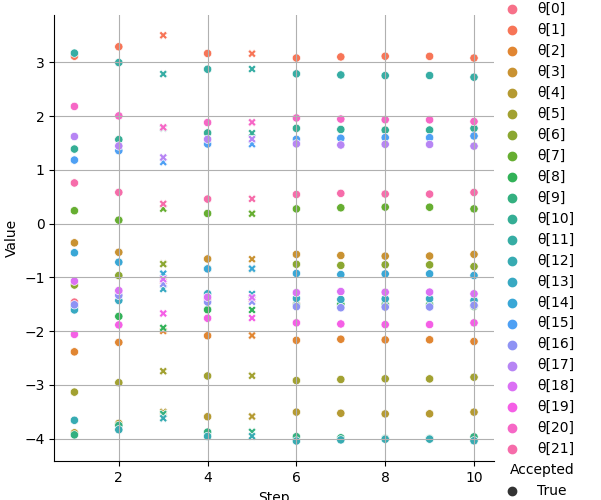 θ[0]
θ[1]
θ[2]
θ[3]
θ[4]
θ[5]
θ[6]
θ[7]
θ[8]
θ[9]
θ[10]
θ[11]
θ[12]
θ[13]
θ[14]
θ[15]
θ[16]
θ[17]
θ[18]
θ[19]
θ[20]
θ[21]
Accepted
True
3
2
1
0
−1
−2
−3
−4
Value
2
4
6
8
10
Step